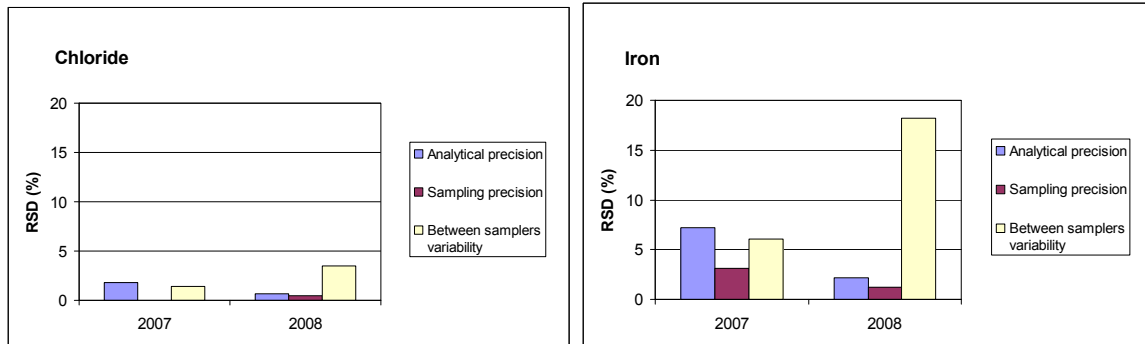 Chloride
20
15
10
5
0
RSD (%)
2007
2008
Analytical precision
Sampling precision
Between samplers
variability
Iron
20
15
10
5
0
RSD (%)
2007
2008
Analytical precision
Sampling precision
Between samplers
variability